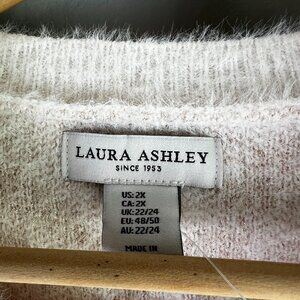 LAURA ASHLEY
SINCE 1953
US: 2X
CA: 2X
UK: 22/24
EU: 48/50
AU: 22/24
MADE IN